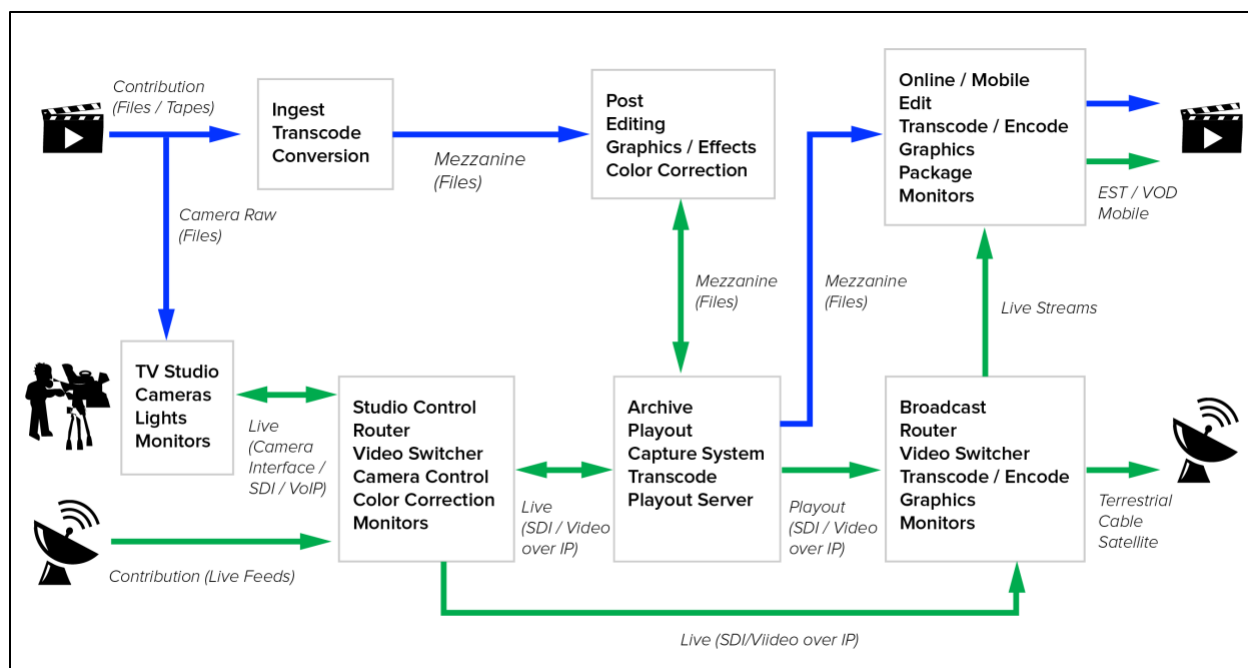 Contribution
(Files / Tapes)
Ingest
Transcode
Conversion
Mezzanine
(Files)
Post
Editing
Graphics / Effects
Color Correction
Online / Mobile
Edit
Transcode / Encode
Graphics
Package
Monitors
EST / VOD
Mobile
Camera Raw
(Files)
Mezzanine
(Files)
Mezzanine
(Files)
Live Streams
TV Studio
Cameras
Lights
Monitors
Live
(Camera
Interface /
SDI / VoIP)
Studio Control
Router
Video Switcher
Camera Control
Color Correction
Monitors
Live
(SDI / Video
over IP)
Archive
Playout
Capture System
Transcode
Playout Server
Playout
(SDI / Video
over IP)
Broadcast
Router
Video Switcher
Transcode / Encode
Graphics
Monitors
Terrestrial
Cable
Satellite
Contribution (Live Feeds)
Live (SDI/Viideo over IP)